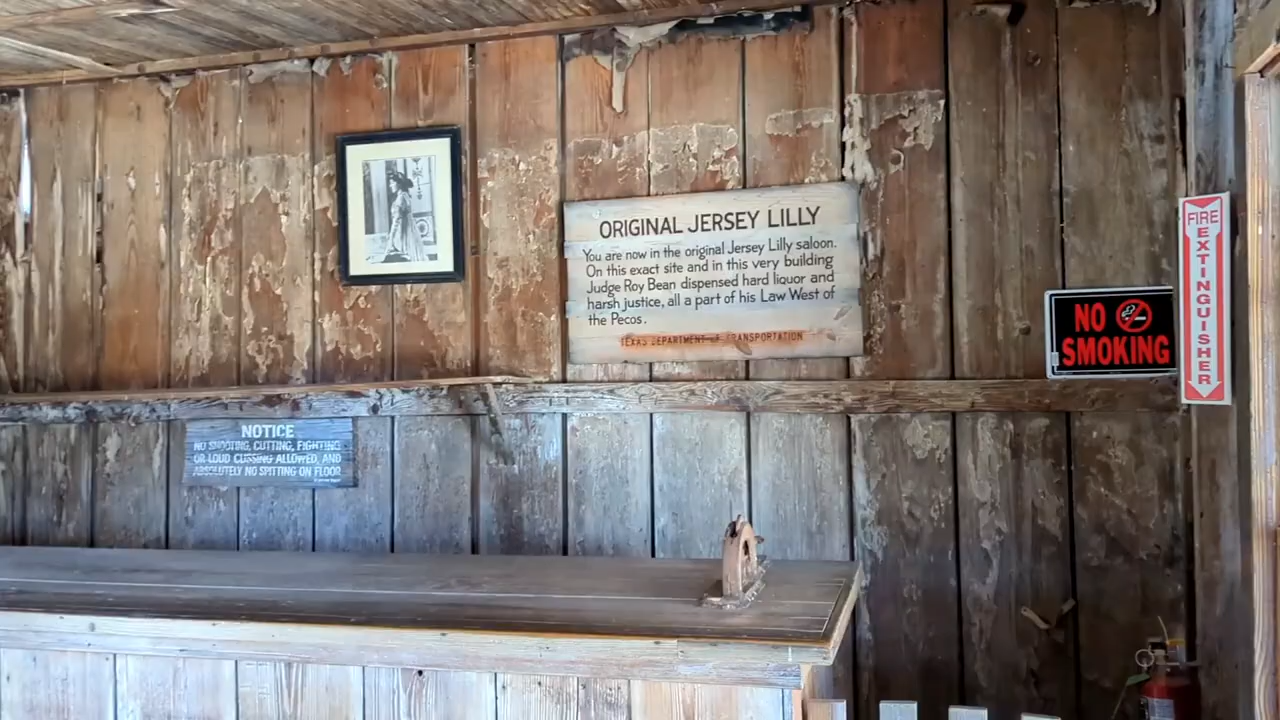 ORIGINAL JERSEY LILLY
You are now in the original Jersey Lilly saloon.
On this exact site and in this very building
Judge Roy Bean dispensed hard liquor and
harsh justice, all a part of his Law West of
the Pecos.
TEXAS DEPARTMENT OF TRANSPORTATION
NOTICE
NO SHOOTING, CUTTING, FIGHTING
OR LOUD CUSSING ALLOWED, AND
ABSOLUTELY NO SPITTING ON FLOOR
NO
SMOKING
FIRE
EXTINGUISHER